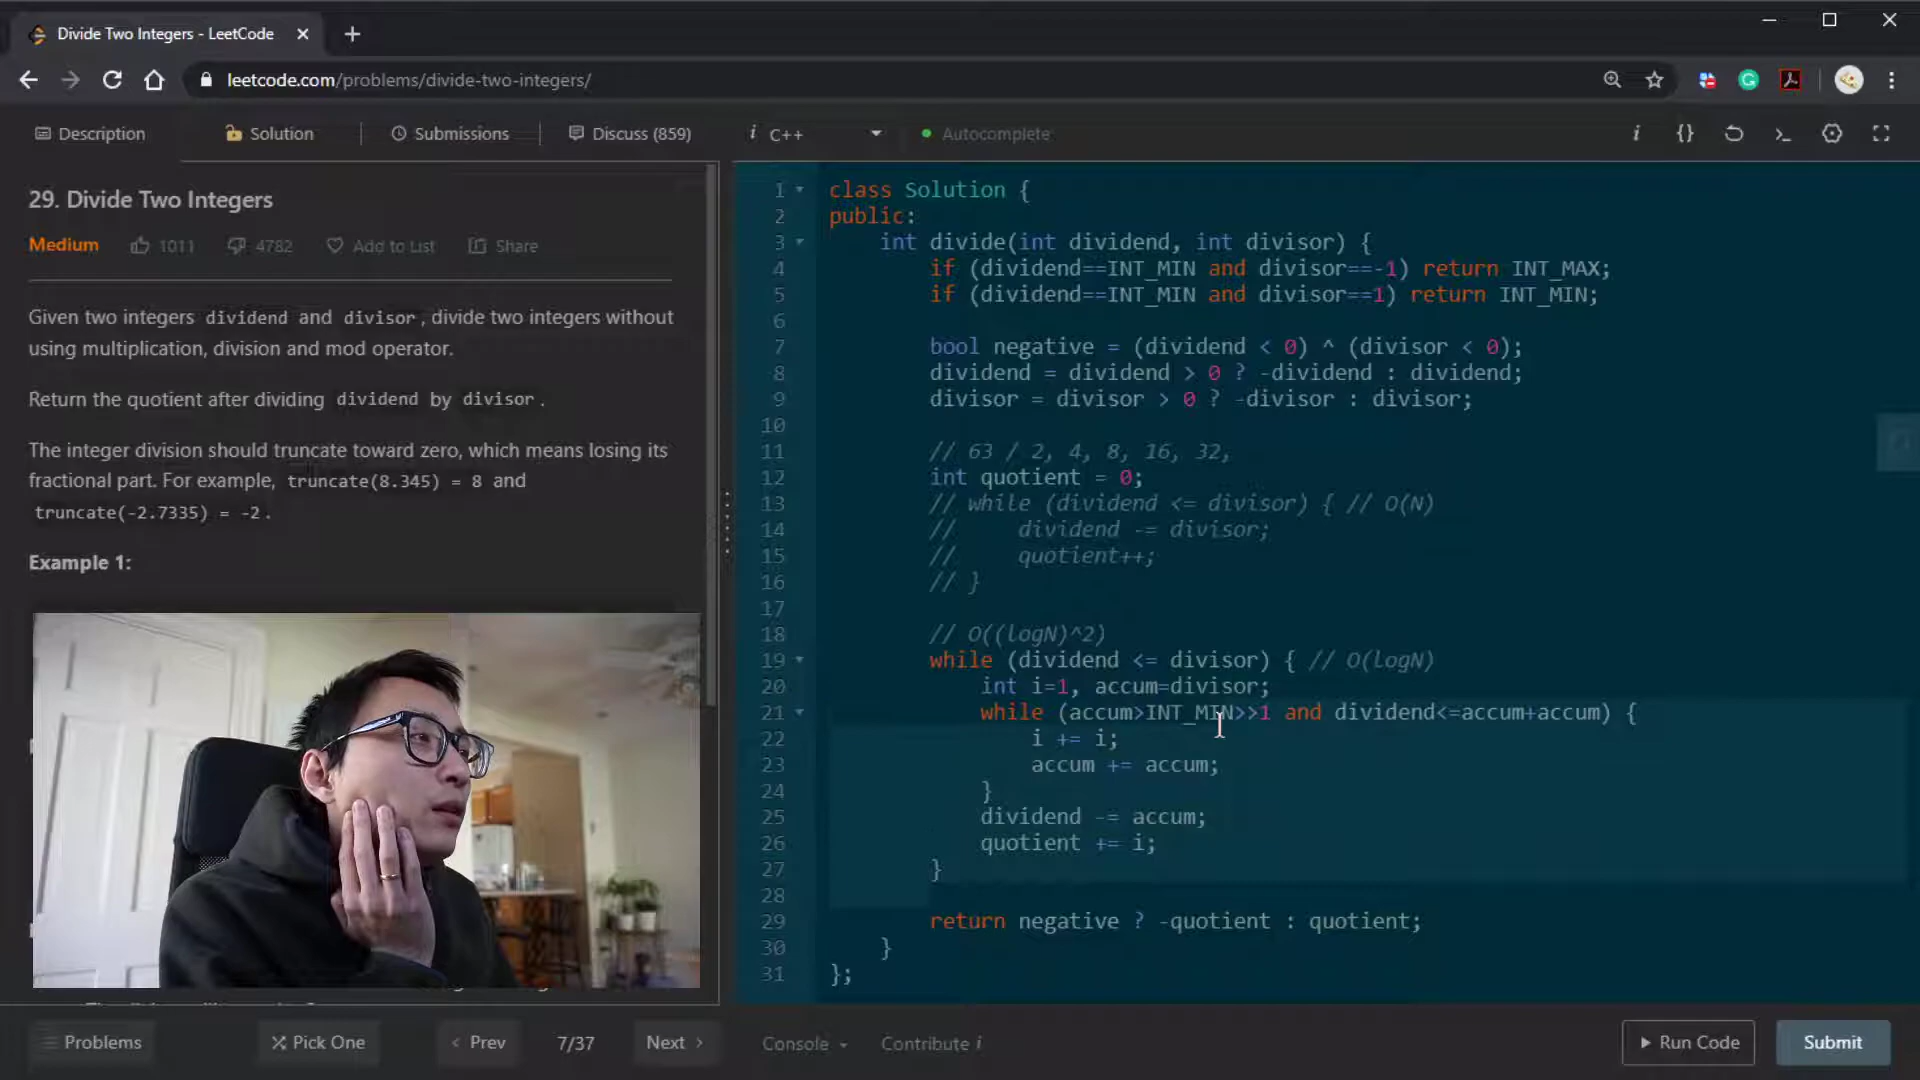 Divide Two Integers - LeetCode
leetcode.com/problems/divide-two-integers/
Description
Solution
Submissions
Discuss (859)
i C++
Autocomplete
29. Divide Two Integers
Medium 1011 4782 Add to List Share
Given two integers dividend and divisor, divide two integers without
using multiplication, division and mod operator.
Return the quotient after dividing dividend by divisor.
The integer division should truncate toward zero, which means losing its
fractional part. For example, truncate(8.345) = 8 and
truncate(-2.7335) = -2.
Example 1:
1 class Solution {
2 public:
3 int divide(int dividend, int divisor) {
4 if (dividend==INT_MIN and divisor==-1) return INT_MAX;
5 if (dividend==INT_MIN and divisor==1) return INT_MIN;
6
7 bool negative = (dividend < 0) ^ (divisor < 0);
8 dividend = dividend > 0 ? -dividend : dividend;
9 divisor = divisor > 0 ? -divisor : divisor;
10
11 // 63 / 2, 4, 8, 16, 32,
12 int quotient = 0;
13 // while (dividend <= divisor) { // O(N)
14 // dividend -= divisor;
15 // quotient++;
16 // }
17
18 // O((logN)^2)
19 while (dividend <= divisor) { // O(logN)
20 int i=1, accum=divisor;
21 while (accum>INT_MIN>>1 and dividend<=accum+accum) {
22 i += i;
23 accum += accum;
24 }
25 dividend -= accum;
26 quotient += i;
27 }
28
29 return negative ? -quotient : quotient;
30 }
31 };
Problems
Pick One
Prev
7/37
Next
Console
Contribute i
Run Code
Submit